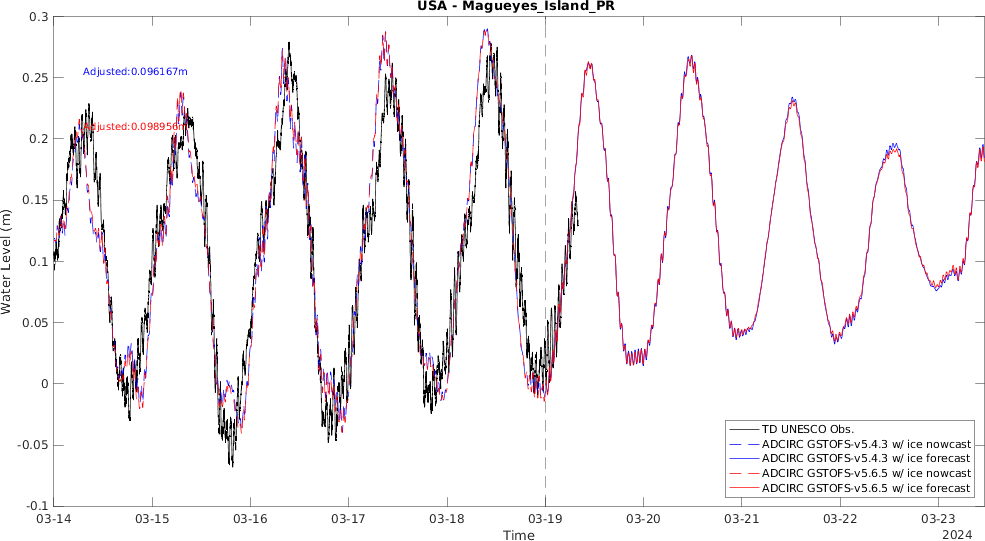 USA - Magueyes_Island_PR
0.3
0.25
0.2
0.15
0.1
0.05
0
-0.05
-0.1
Water Level (m)
Adjusted:0.096167m
Adjusted:0.098956m
TD UNESCO Obs.
ADCIRC GSTOFS-v5.4.3 w/ ice nowcast
ADCIRC GSTOFS-v5.4.3 w/ ice forecast
ADCIRC GSTOFS-v5.6.5 w/ ice nowcast
ADCIRC GSTOFS-v5.6.5 w/ ice forecast
03-14 03-15 03-16 03-17 03-18 03-19 03-20 03-21 03-22 03-23
Time
2024